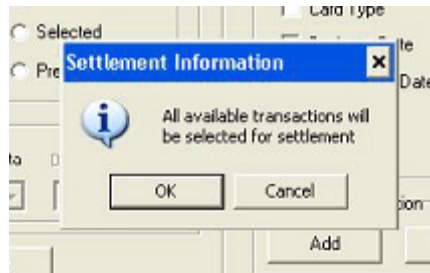 Card Type
Selected
Settlement Information
All available transactions will
be selected for settlement
OK
Cancel
Add